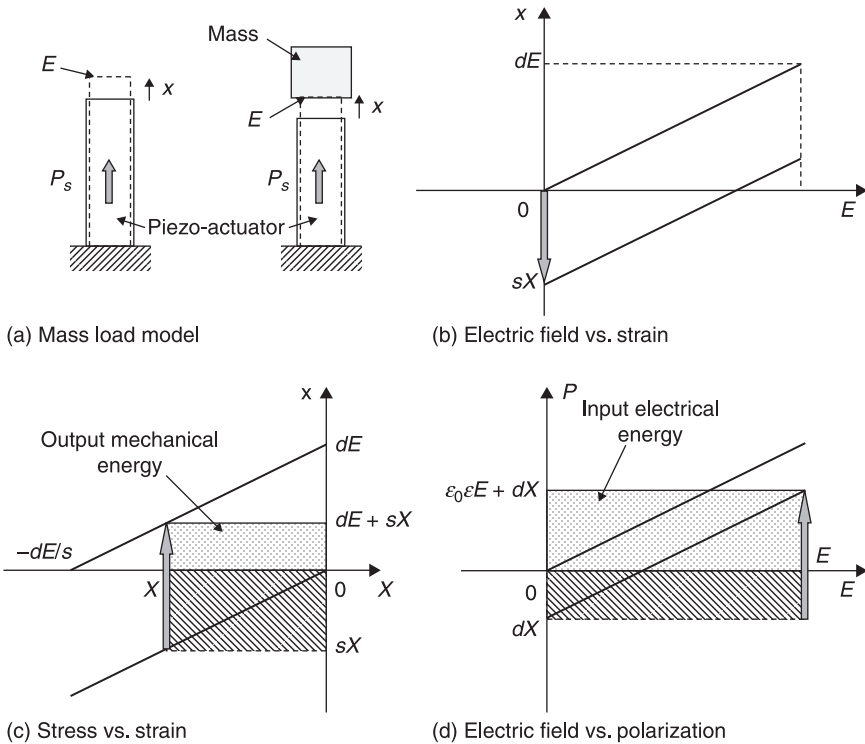 Mass
E
x
E
x
P_s
P_s
Piezo-actuator
(a) Mass load model
x
dE
0
E
sX
(b) Electric field vs. strain
x
Output mechanical
energy
dE
dE + sX
−dE/s
X
0
X
sX
(c) Stress vs. strain
P
Input electrical
energy
ε₀εE + dX
E
0
E
dX
(d) Electric field vs. polarization